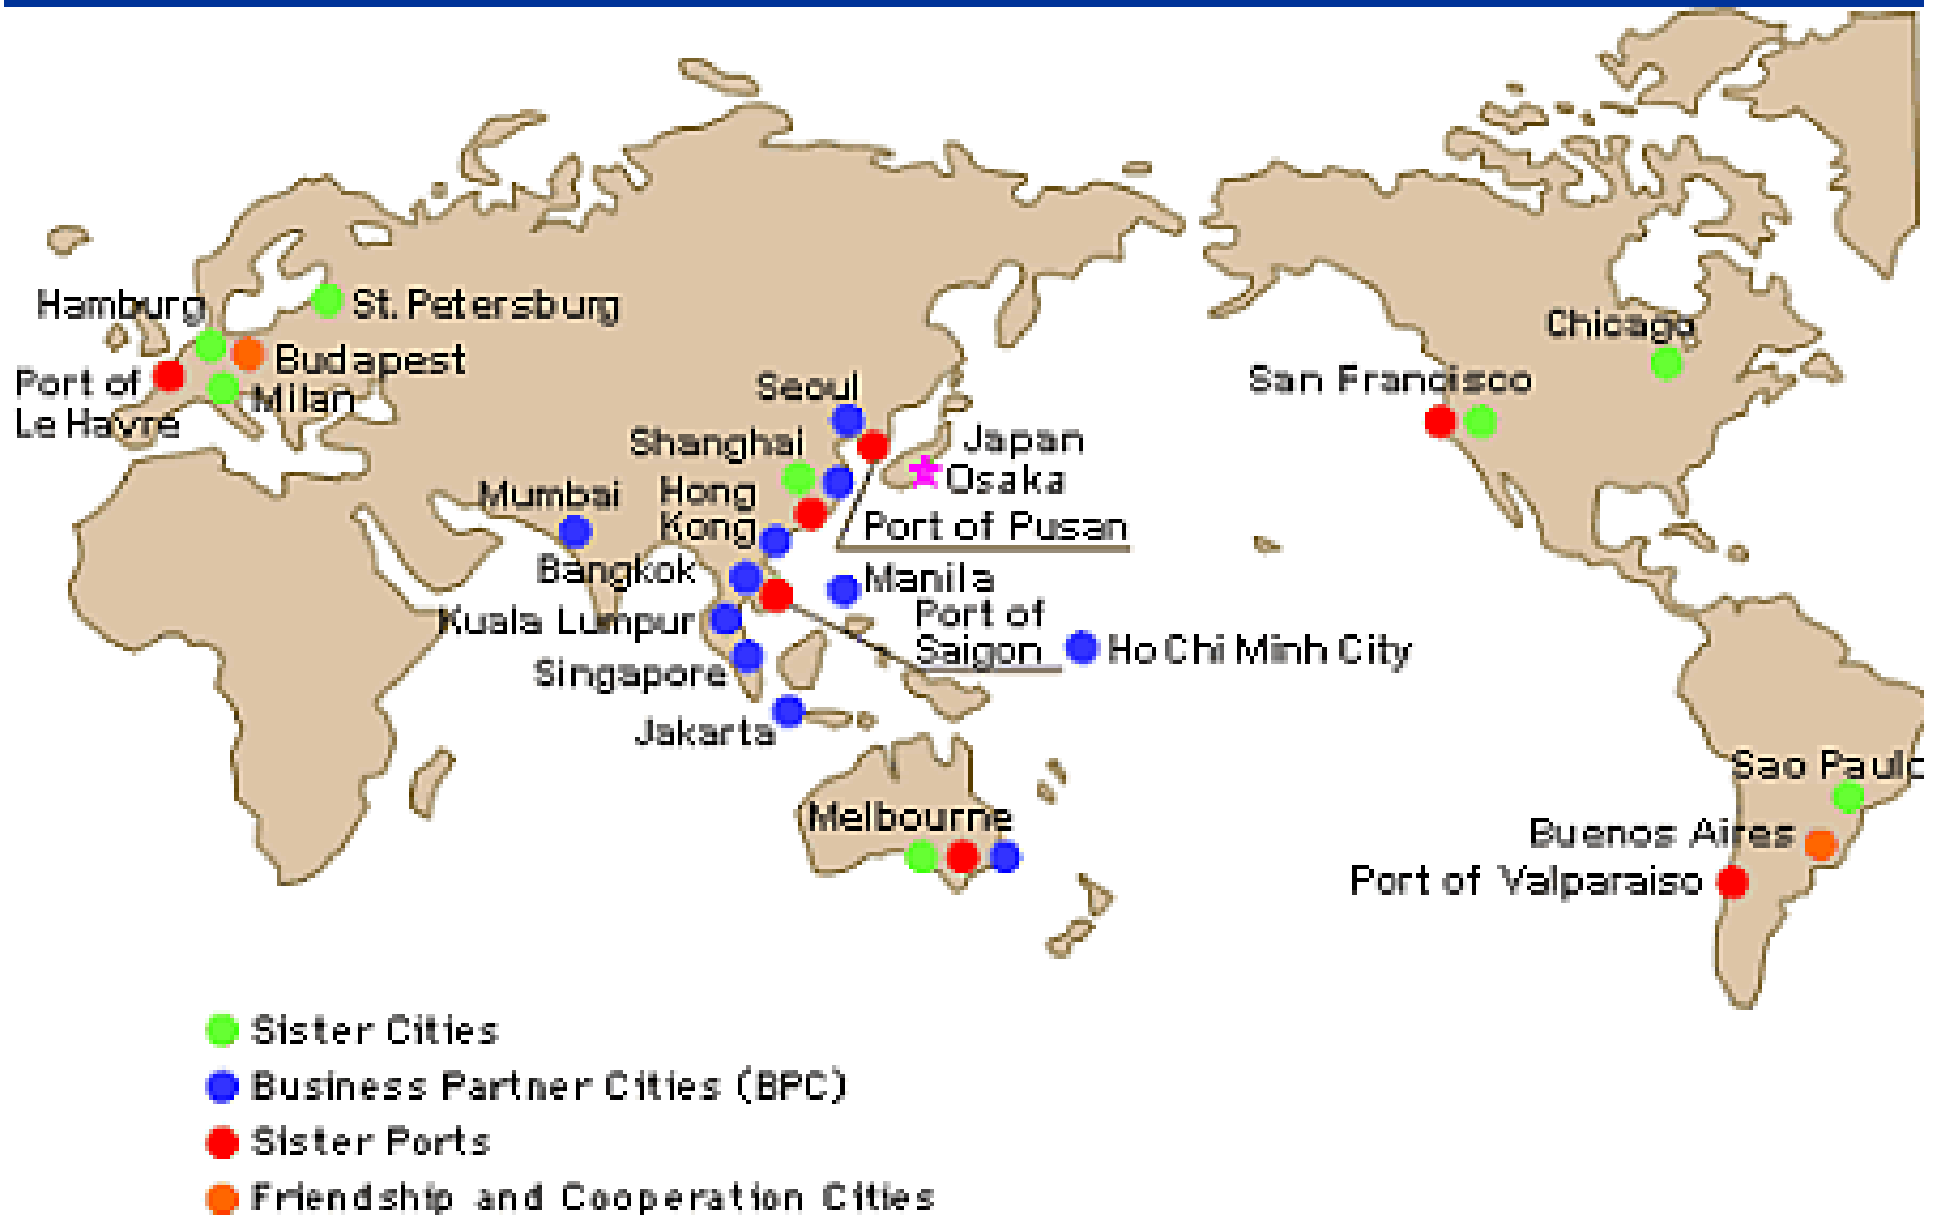 Hamburg
St. Petersburg
Budapest
Port of
Le Havre
Milan
Seoul
Shanghai
Japan
Osaka
Mumbai
Hong
Kong
Port of Pusan
Bangkok
Manila
Kuala Lumpur
Port of
Saigon
Ho Chi Minh City
Singapore
Jakarta
Melbourne
Chicago
San Francisco
Sao Paulo
Buenos Aires
Port of Valparaiso
Sister Cities
Business Partner Cities (BPC)
Sister Ports
Friendship and Cooperation Cities